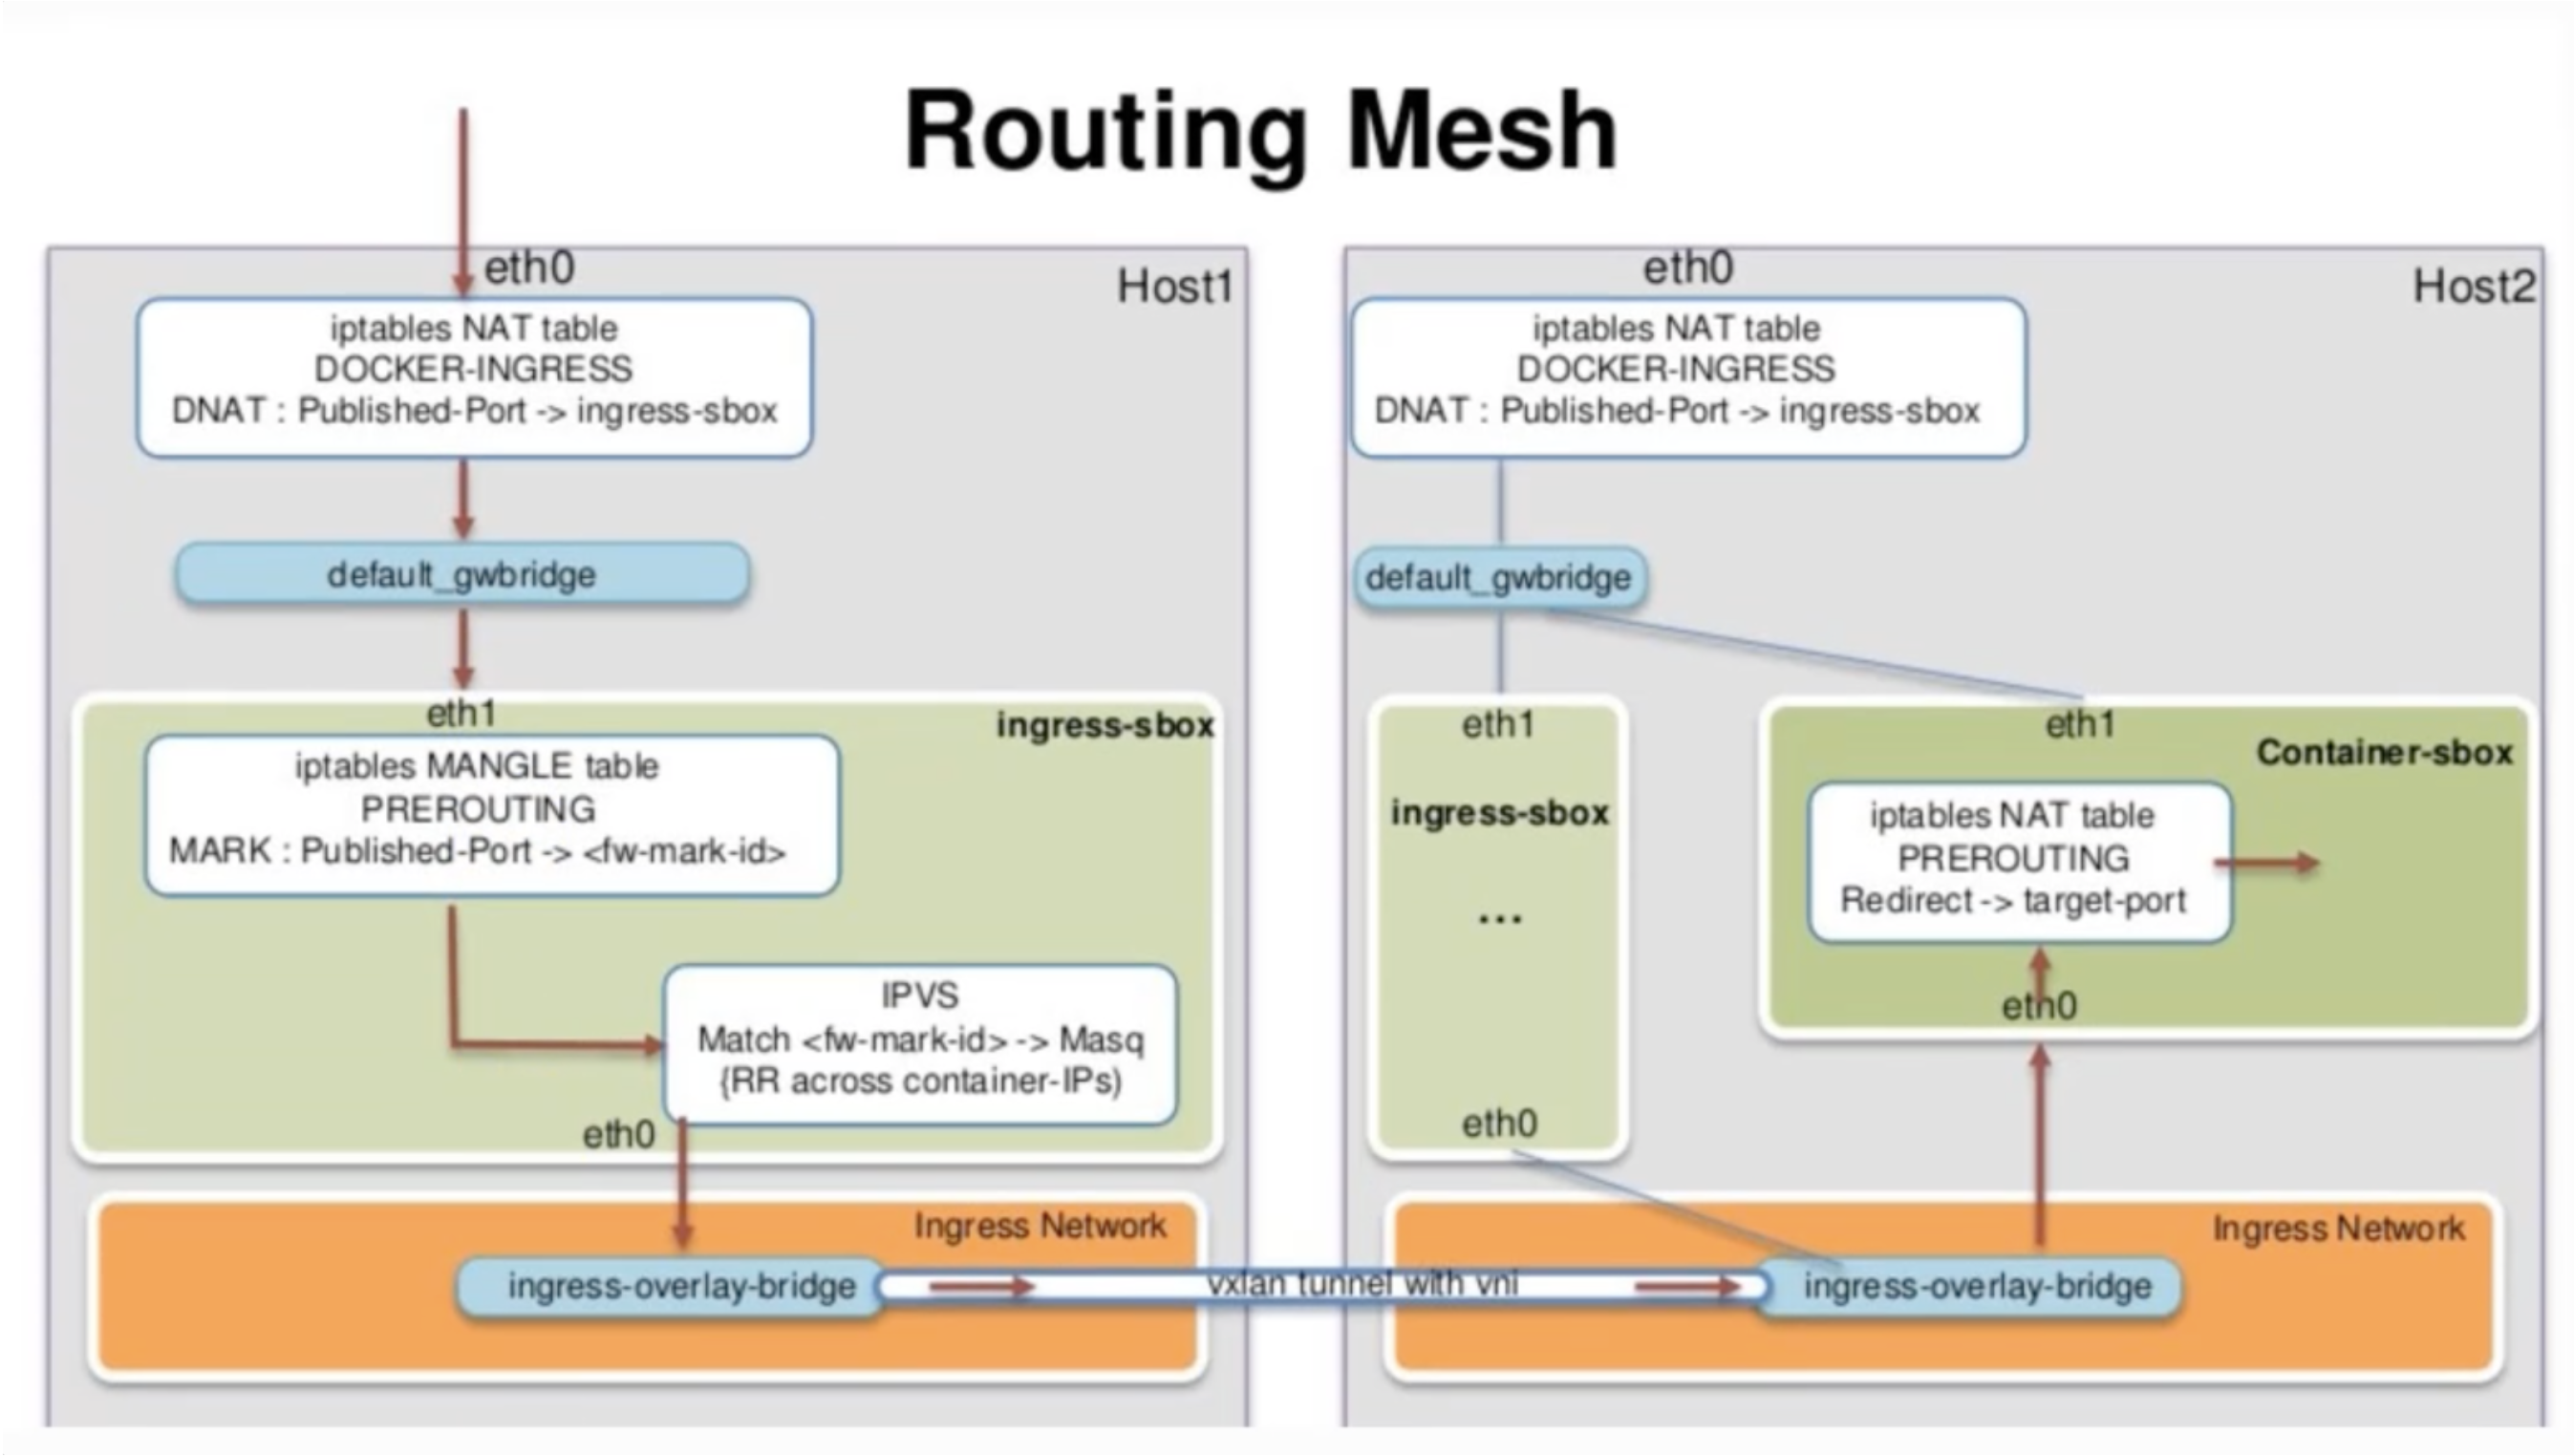 Routing Mesh
eth0
Host1
iptables NAT table
DOCKER-INGRESS
DNAT : Published-Port -> ingress-sbox
default_gwbridge
eth1
ingress-sbox
iptables MANGLE table
PREROUTING
MARK : Published-Port -> <fw-mark-id>
IPVS
Match <fw-mark-id> -> Masq
(RR across container-IPs)
eth0
Ingress Network
ingress-overlay-bridge
vxlan tunnel with vni
eth0
Host2
iptables NAT table
DOCKER-INGRESS
DNAT : Published-Port -> ingress-sbox
default_gwbridge
eth1
ingress-sbox
...
eth0
eth1
Container-sbox
iptables NAT table
PREROUTING
Redirect -> target-port
eth0
Ingress Network
ingress-overlay-bridge